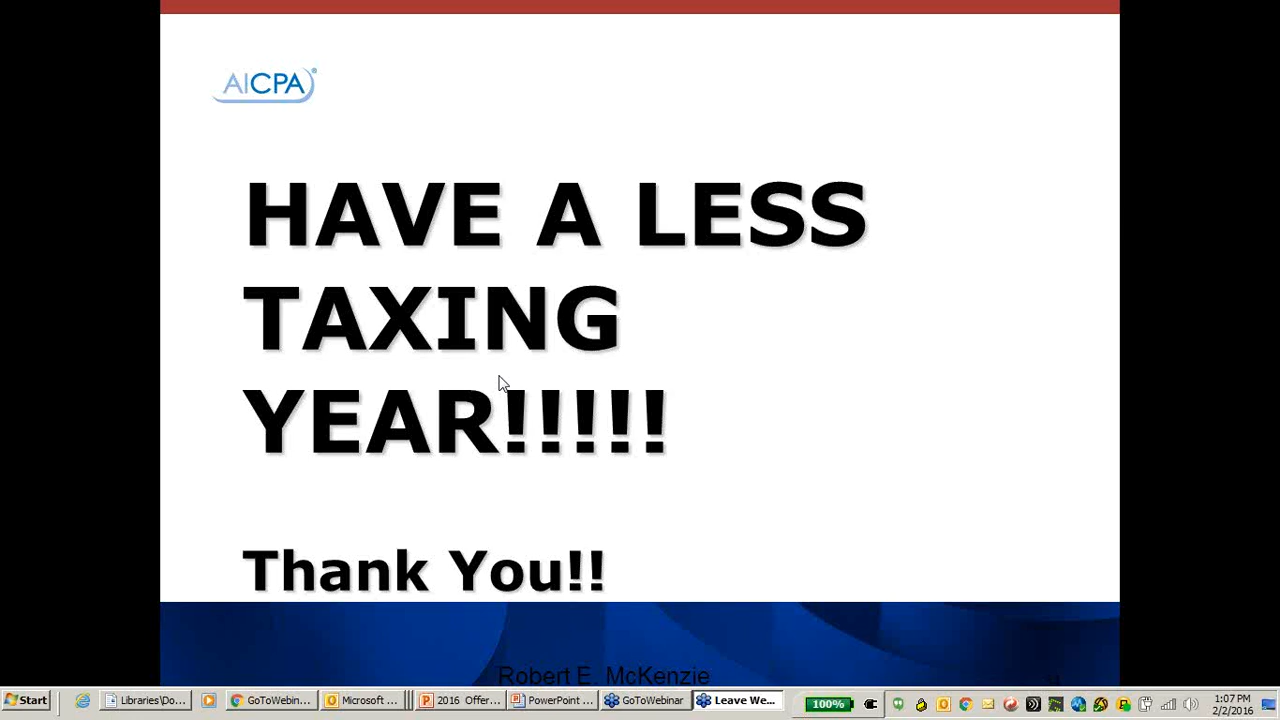 AICPA
HAVE A LESS
TAXING
YEAR!!!!!
Thank You!!
Robert E. McKenzie
Start
Libraries\Do...
GoToWebin...
Microsoft ...
2016 Offer...
PowerPoint ...
GoToWebinar
Leave We...
100%
1:07 PM
2/2/2016